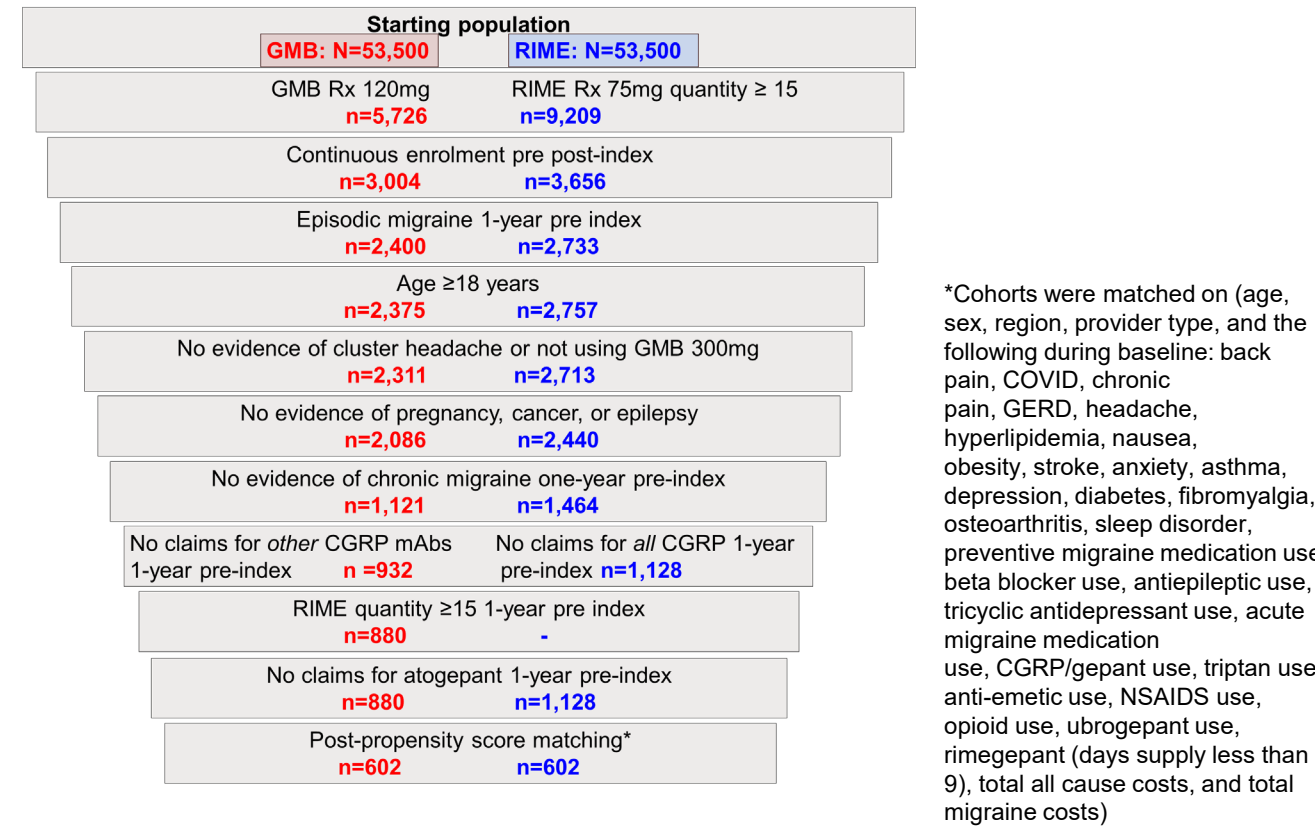 Starting population
GMB: N=53,500 RIME: N=53,500
GMB Rx 120mg RIME Rx 75mg quantity ≥ 15
n=5,726 n=9,209
Continuous enrolment pre post-index
n=3,004 n=3,656
Episodic migraine 1-year pre index
n=2,400 n=2,733
Age ≥18 years
n=2,375 n=2,757
No evidence of cluster headache or not using GMB 300mg
n=2,311 n=2,713
No evidence of pregnancy, cancer, or epilepsy
n=2,086 n=2,440
No evidence of chronic migraine one-year pre-index
n=1,121 n=1,464
No claims for other CGRP mAbs No claims for all CGRP 1-year
1-year pre-index n =932 pre-index n=1,128
RIME quantity ≥15 1-year pre index
n=880 -
No claims for atogepant 1-year pre-index
n=880 n=1,128
Post-propensity score matching*
n=602 n=602
*Cohorts were matched on (age,
sex, region, provider type, and the
following during baseline: back
pain, COVID, chronic
pain, GERD, headache,
hyperlipidemia, nausea,
obesity, stroke, anxiety, asthma,
depression, diabetes, fibromyalgia,
osteoarthritis, sleep disorder,
preventive migraine medication use
beta blocker use, antiepileptic use,
tricyclic antidepressant use, acute
migraine medication
use, CGRP/gepant use, triptan use
anti-emetic use, NSAIDS use,
opioid use, ubrogepant use,
rimegepant (days supply less than
9), total all cause costs, and total
migraine costs)